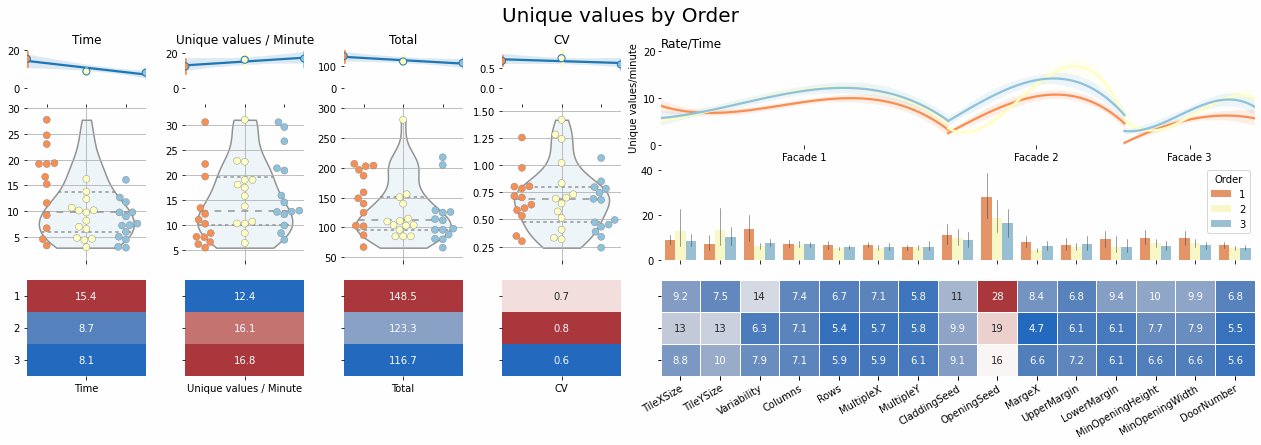 Unique values by Order
Time
Unique values / Minute
Total
CV
Rate/Time
20
0
20
0
100
0
0.5
0.0
20
10
0
Unique values/minute
Facade 1
Facade 2
Facade 3
30
25
20
15
10
5
30
25
20
15
10
5
300
250
200
150
100
50
1.50
1.25
1.00
0.75
0.50
0.25
40
20
0
Order
1
2
3
1
2
3
15.4
8.7
8.1
12.4
16.1
16.8
148.5
123.3
116.7
0.7
0.8
0.6
9.2 7.5 14 7.4 6.7 7.1 5.8 11 28 8.4 6.8 9.4 10 9.9 6.8
13 13 6.3 7.1 5.4 5.7 5.8 9.9 19 4.7 6.1 6.1 7.7 7.9 5.5
8.8 10 7.9 7.1 5.9 5.9 6.1 9.1 16 6.6 7.2 6.1 6.6 6.6 5.6
Time
Unique values / Minute
Total
CV
TileXSize
TileYSize
Variability
Columns
Rows
MultipleX
MultipleY
CladdingSeed
OpeningSeed
MargeX
UpperMargin
LowerMargin
MinOpeningHeight
MinOpeningWidth
DoorNumber